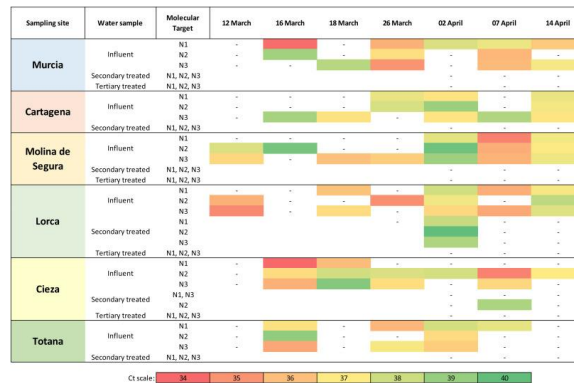 Sampling site Water sample Molecular Target 12 March 16 March 18 March 26 March 02 April 07 April 14 April
Murcia
Influent
N1 - -
N2 - - - -
N3 - - -
Secondary treated N1, N2, N3 - - -
Tertiary treated N1, N2, N3 - - -
Cartagena
Influent
N1 -
N2 -
N3
Secondary treated N1, N2, N3 - - -
Molina de Segura
Influent
N1 - - - -
N2 - -
N3 -
Secondary treated N1, N2, N3 - - -
Tertiary treated N1, N2, N3 - - -
Lorca
Influent
N1 - - -
N2 - - - -
N3 - -
Secondary treated
N1 - - -
N2 - -
N3 - -
Tertiary treated N1, N2, N3 - - -
Cieza
Influent
N1 - - - - -
N2 -
N3 - - -
Secondary treated
N1, N3 - - -
N2 - -
Tertiary treated N1, N2, N3 - - -
Totana
Influent
N1 - - -
N2 - - - - -
N3 - - - -
Secondary treated N1, N2, N3 - - -
Ct scale: 34 35 36 37 38 39 40